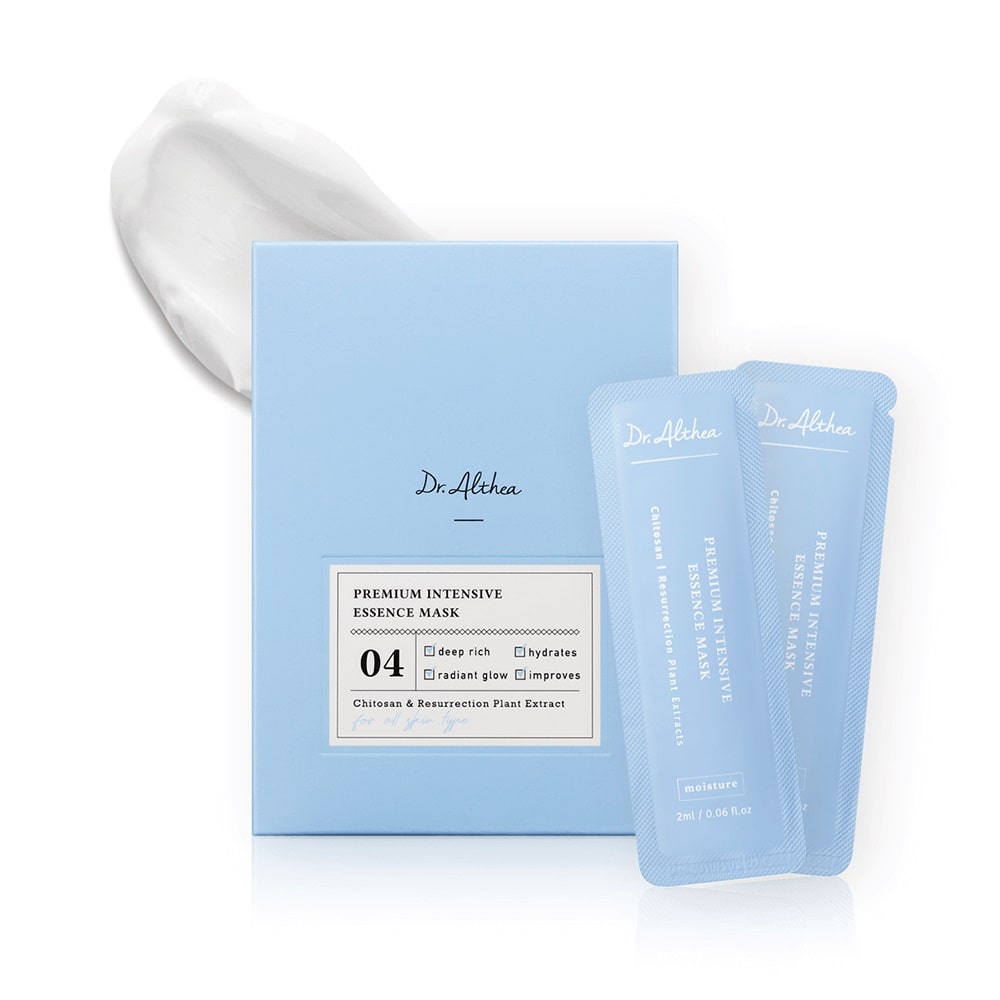 Dr. Althea
PREMIUM INTENSIVE
ESSENCE MASK
04
deep rich
hydrates
radiant glow
improves
Chitosan & Resurrection Plant Extract
for all skin type
Dr. Althea
PREMIUM INTENSIVE
ESSENCE MASK
Chitosan | Resurrection Plant Extracts
moisture
2ml / 0.06 fl.oz
Dr. Althea
PREMIUM INTENSIVE
ESSENCE MASK
Chitosan
oz